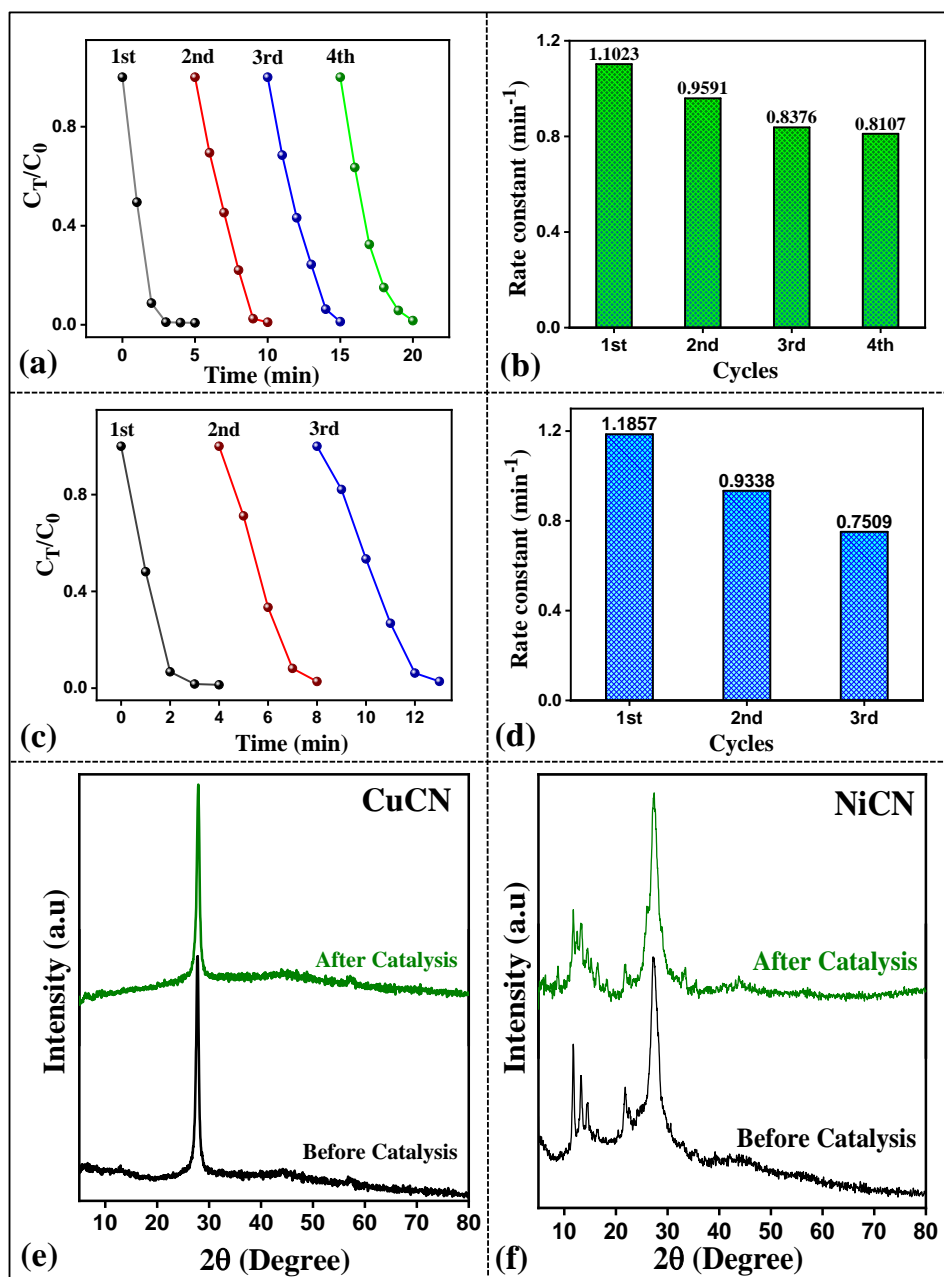 1st 2nd 3rd 4th
C_T/C_0
0.8
0.4
0.0
0 5 10 15 20
Time (min)
(a)
Rate constant (min⁻¹)
1.2
0.8
0.4
0.0
1.1023
0.9591
0.8376
0.8107
1st 2nd 3rd 4th
Cycles
(b)
1st 2nd 3rd
C_T/C_0
0.8
0.4
0.0
0 2 4 6 8 10 12
Time (min)
(c)
Rate constant (min⁻¹)
1.2
0.8
0.4
0.0
1.1857
0.9338
0.7509
1st 2nd 3rd
Cycles
(d)
CuCN
Intensity (a.u)
After Catalysis
Before Catalysis
10 20 30 40 50 60 70 80
2θ (Degree)
(e)
NiCN
Intensity (a.u)
After Catalysis
Before Catalysis
10 20 30 40 50 60 70 80
2θ (Degree)
(f)